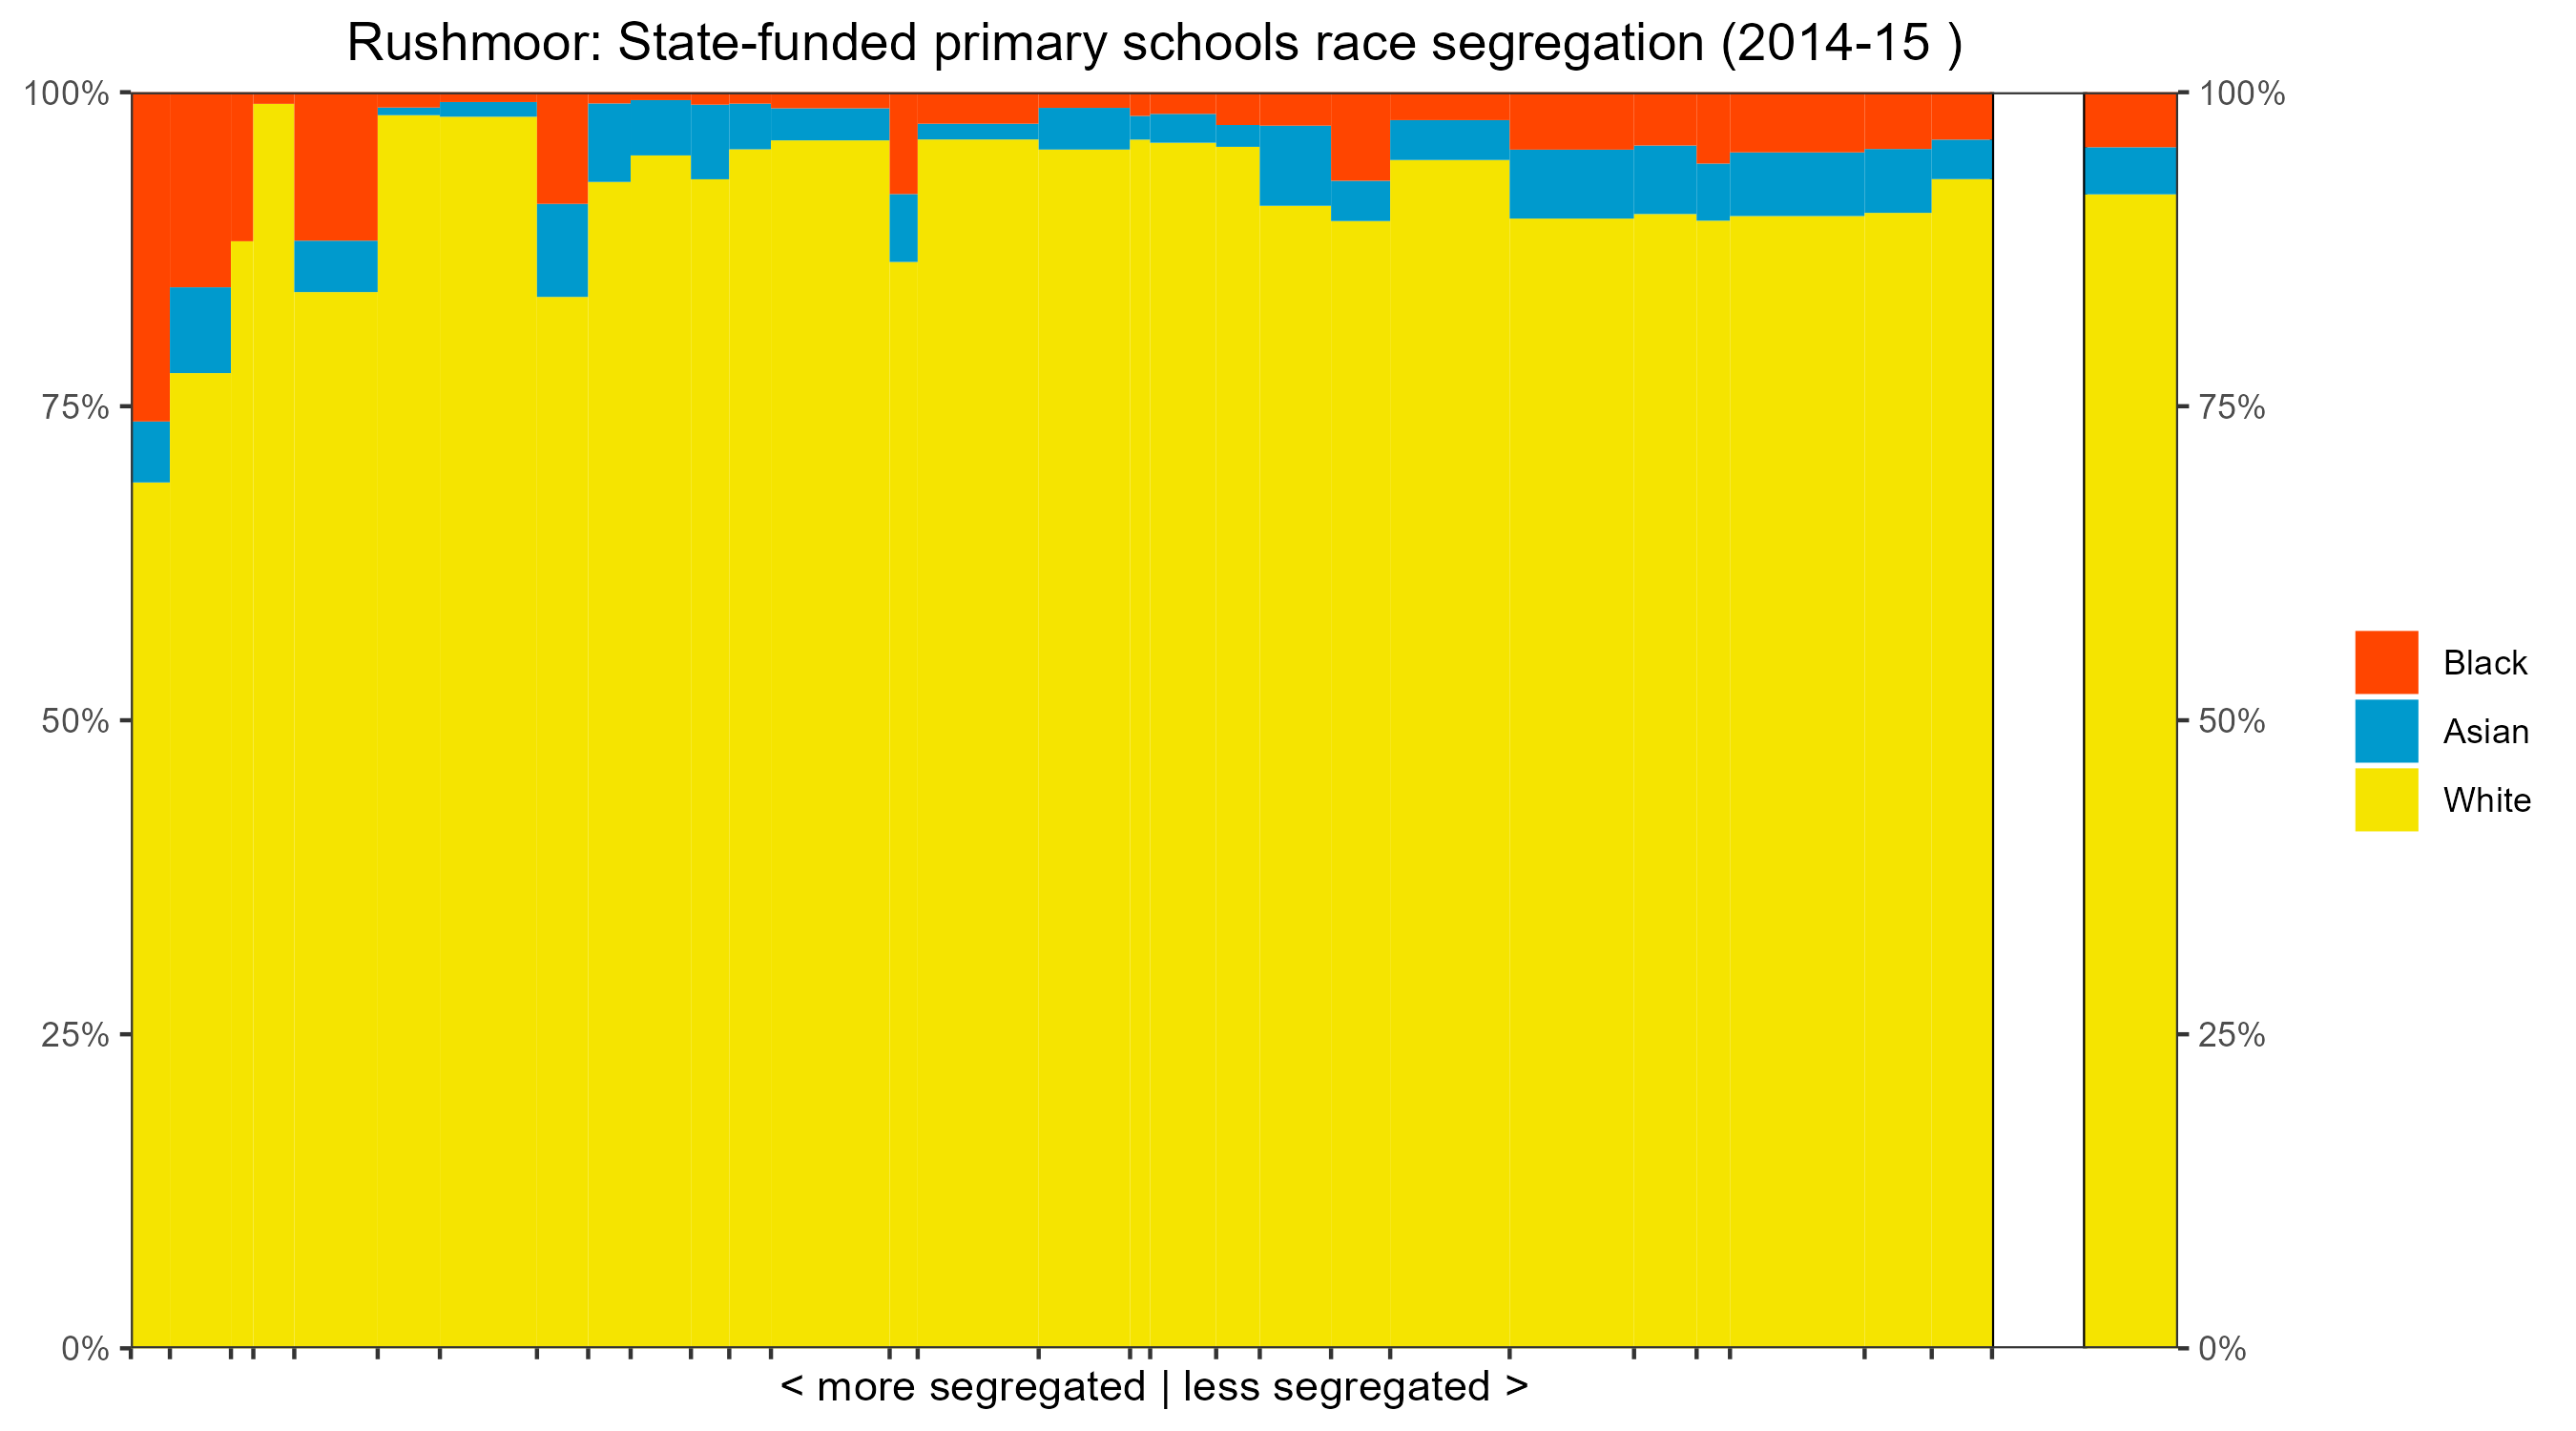 Rushmoor: State-funded primary schools race segregation (2014-15 )
100%
75%
50%
25%
0%
100%
75%
50%
25%
0%
Black
Asian
White
< more segregated | less segregated >